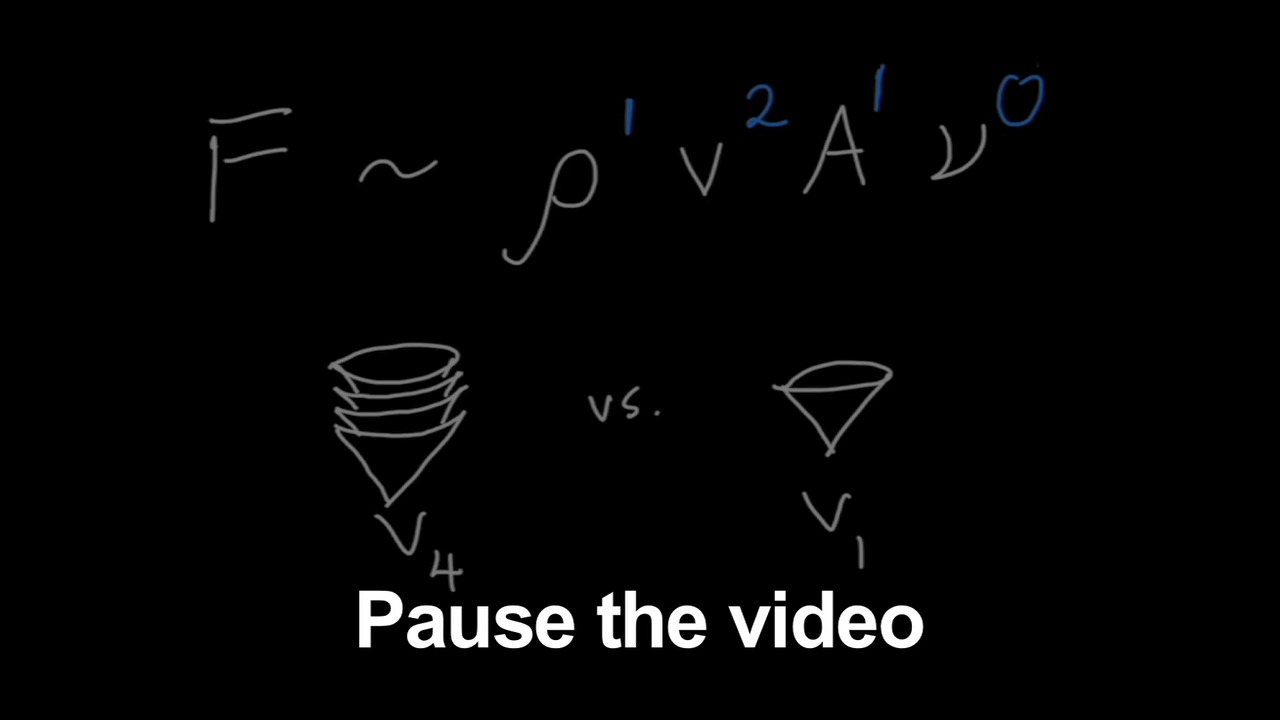 F ~ ρ¹ v² A¹ ν⁰
vs.
v₄ v₁
Pause the video